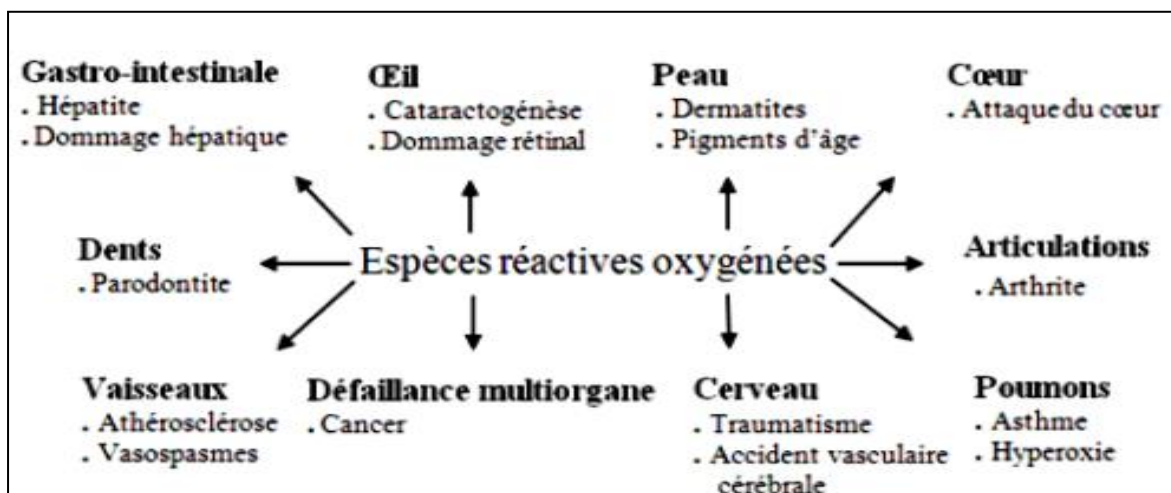 Gastro-intestinale
. Hépatite
. Dommage hépatique
Œil
. Cataractogénèse
. Dommage rétinal
Peau
. Dermatites
. Pigments d'âge
Cœur
. Attaque du cœur
Dents
. Parodontite
Espèces réactives oxygénées
Articulations
. Arthrite
Vaisseaux
. Athérosclérose
. Vasospasmes
Défaillance multiorgane
. Cancer
Cerveau
. Traumatisme
. Accident vasculaire
cérébrale
Poumons
. Asthme
. Hyperoxie